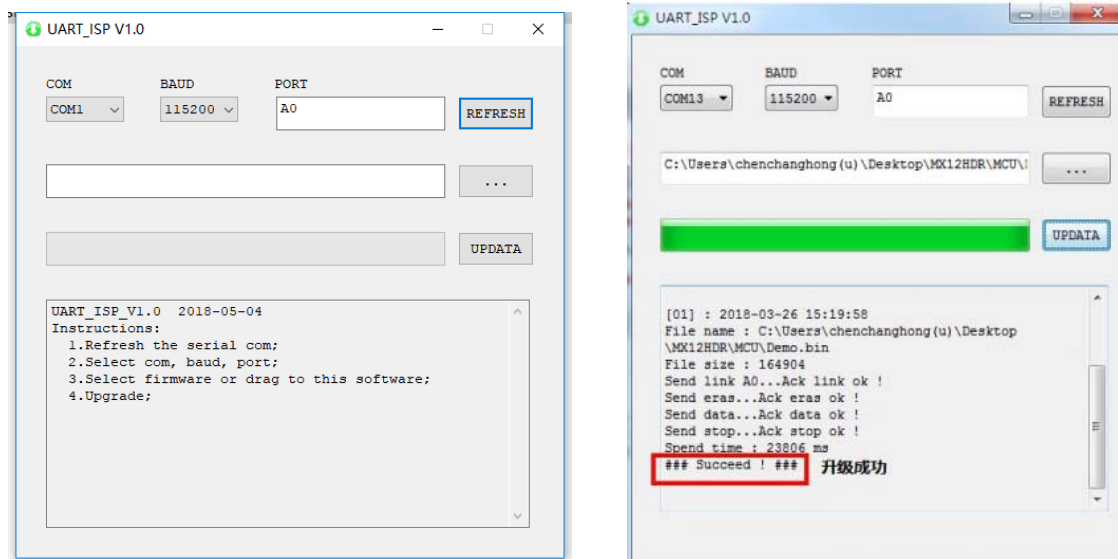 UART_ISP V1.0
COM
BAUD
PORT
COM1
115200
A0
REFRESH
...
UPDATA
UART_ISP_V1.0 2018-05-04
Instructions:
1.Refresh the serial com;
2.Select com, baud, port;
3.Select firmware or drag to this software;
4.Upgrade;
UART_ISP V1.0
COM
BAUD
PORT
COM13
115200
A0
REFRESH
C:\Users\chenchanghong(u)\Desktop\MX12HDR\MCU\
...
UPDATA
[01] : 2018-03-26 15:19:58
File name : C:\Users\chenchanghong(u)\Desktop
\MX12HDR\MCU\Demo.bin
File size : 164904
Send link A0...Ack link ok !
Send eras...Ack eras ok !
Send data...Ack data ok !
Send stop...Ack stop ok !
Spend time : 23806 ms
### Succeed ! ### 升级成功